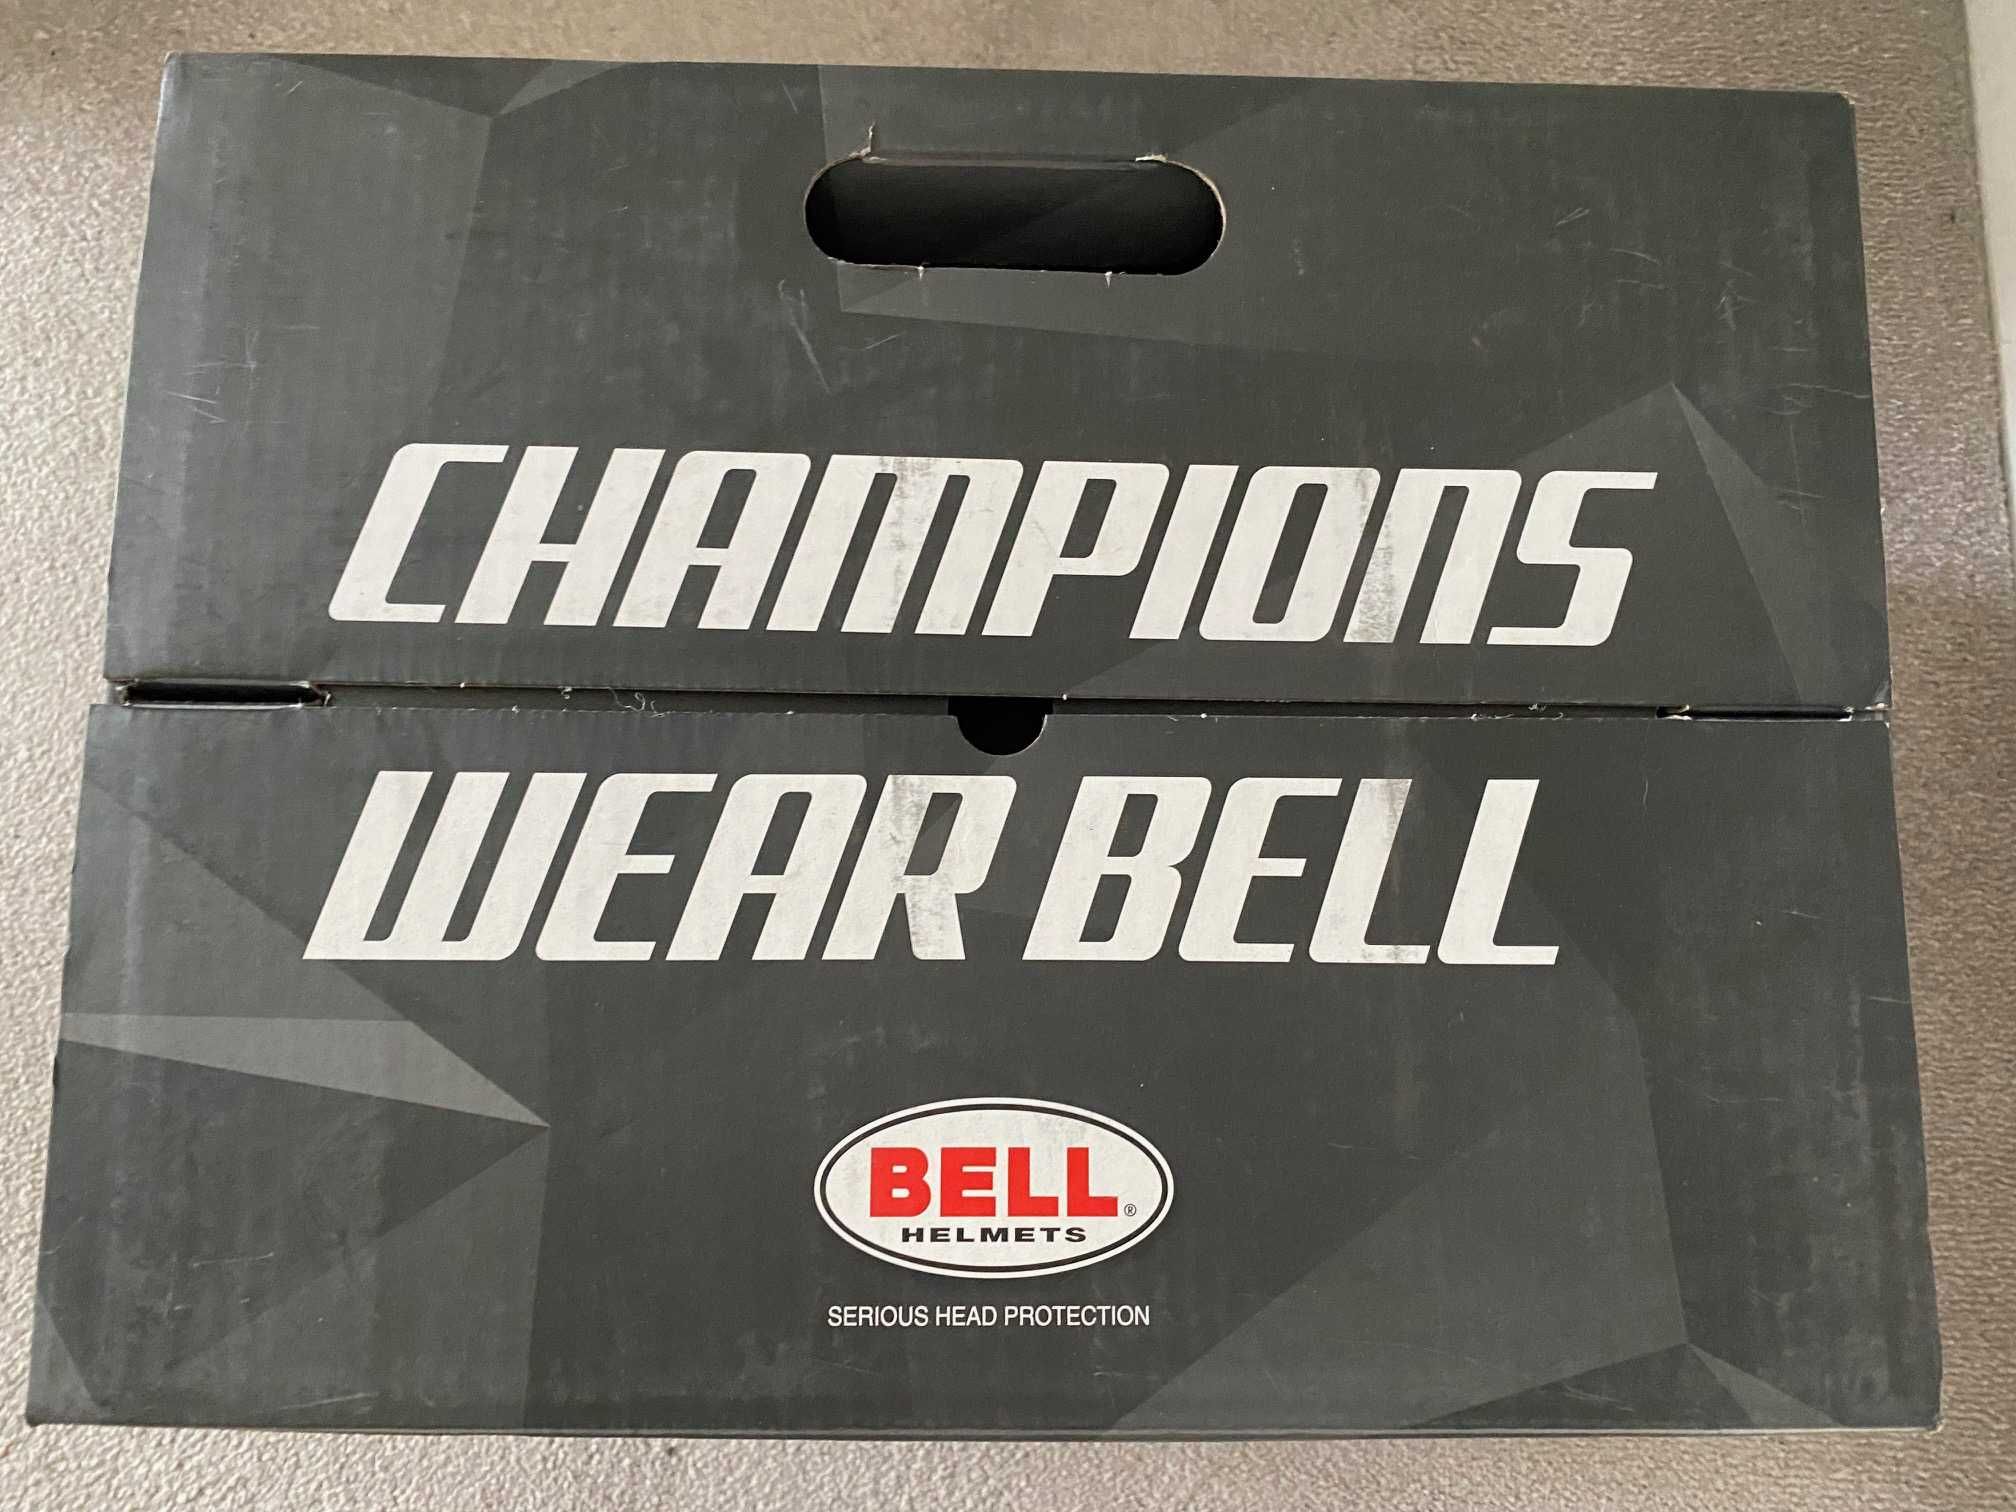 CHAMPIONS
WEAR BELL
BELL®
HELMETS
SERIOUS HEAD PROTECTION